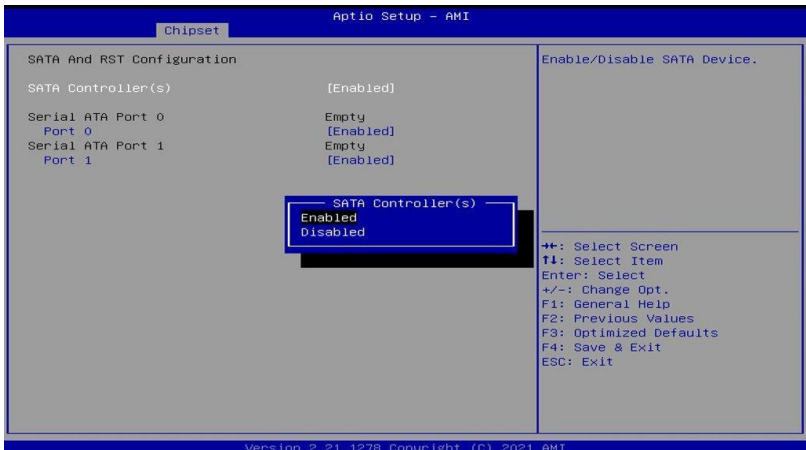 Aptio Setup - AMI
Chipset
SATA And RST Configuration
SATA Controller(s) [Enabled]
Serial ATA Port 0 Empty
Port 0 [Enabled]
Serial ATA Port 1 Empty
Port 1 [Enabled]
SATA Controller(s)
Enabled
Disabled
Enable/Disable SATA Device.
→←: Select Screen
↑↓: Select Item
Enter: Select
+/-: Change Opt.
F1: General Help
F2: Previous Values
F3: Optimized Defaults
F4: Save & Exit
ESC: Exit
Version 2.21.1278 Copyright (C) 2021 AMI